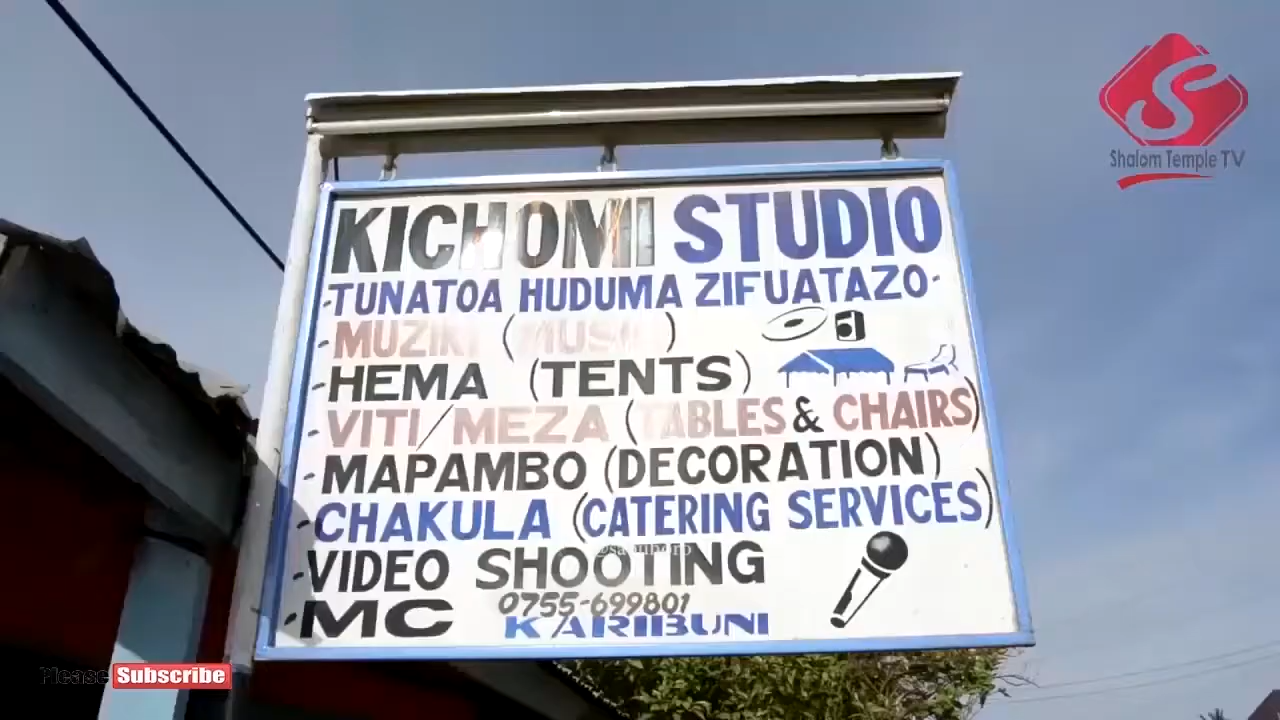 Shalom Temple TV
KICHOMI STUDIO
-TUNATOA HUDUMA ZIFUATAZO-
-MUZIKI (MUSIC)
-HEMA (TENTS)
-VITI/MEZA (TABLES & CHAIRS)
-MAPAMBO (DECORATION)
-CHAKULA (CATERING SERVICES)
-VIDEO SHOOTING
-MC 0755-699801
KARIBUNI
Please Subscribe